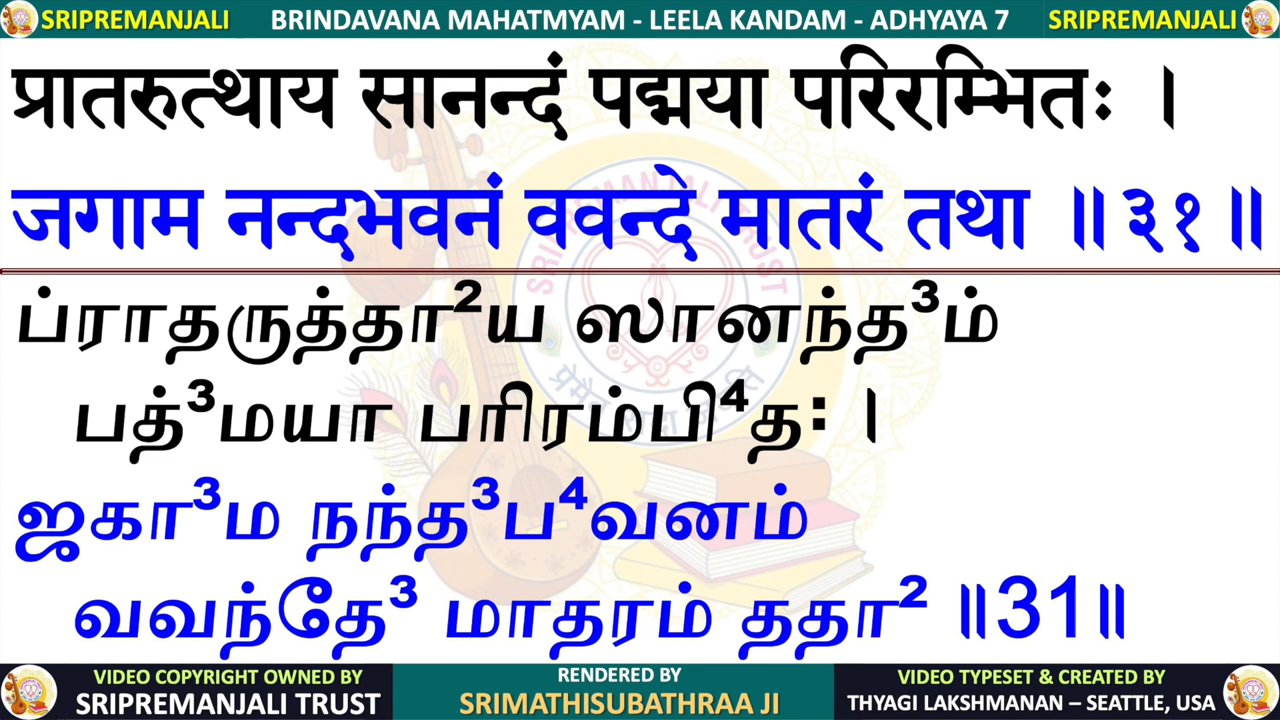 SRIPREMANJALI BRINDAVANA MAHATMYAM - LEELA KANDAM - ADHYAYA 7 SRIPREMANJALI
प्रातरुत्थाय सानन्दं पद्मया परिरम्भितः ।
जगाम नन्दभवनं ववन्दे मातरं तथा ॥३१॥
ப்ராதருத்தா²ய ஸானந்த³ம்
பத்³மயா பரிரம்பி⁴த꞉ ।
ஜகா³ம நந்த³ப⁴வனம்
வவந்தே³ மாதரம் ததா² ॥31॥
VIDEO COPYRIGHT OWNED BY
SRIPREMANJALI TRUST
RENDERED BY
SRIMATHISUBATHRAA JI
VIDEO TYPESET & CREATED BY
THYAGI LAKSHMANAN – SEATTLE, USA